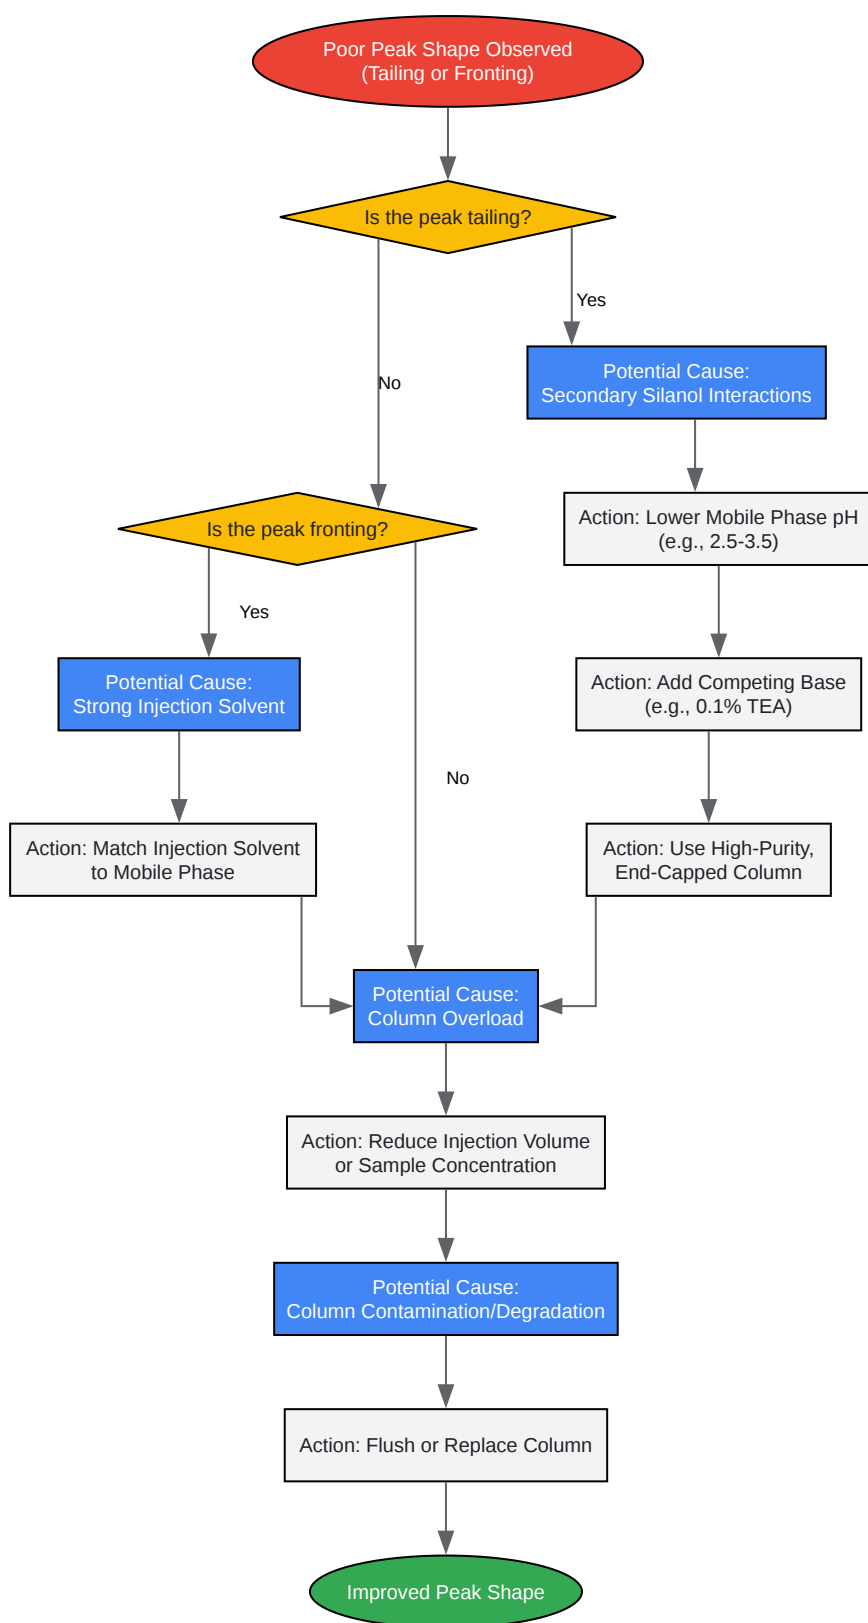 Poor Peak Shape Observed
(Tailing or Fronting)
Is the peak tailing?
Yes
No
Potential Cause:
Secondary Silanol Interactions
Action: Lower Mobile Phase pH
(e.g., 2.5-3.5)
Is the peak fronting?
Yes
No
Potential Cause:
Strong Injection Solvent
Action: Add Competing Base
(e.g., 0.1% TEA)
Action: Match Injection Solvent
to Mobile Phase
Action: Use High-Purity,
End-Capped Column
Potential Cause:
Column Overload
Action: Reduce Injection Volume
or Sample Concentration
Potential Cause:
Column Contamination/Degradation
Action: Flush or Replace Column
Improved Peak Shape